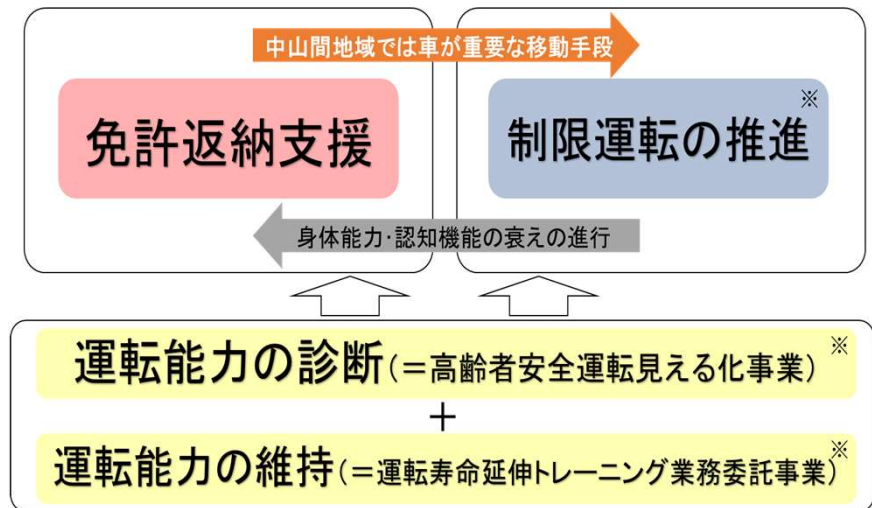 中山間地域では車が重要な移動手段
免許返納支援
制限運転の推進※
身体能力・認知機能の衰えの進行
運転能力の診断(=高齢者安全運転見える化事業)※
+
運転能力の維持(=運転寿命延伸トレーニング業務委託事業)※